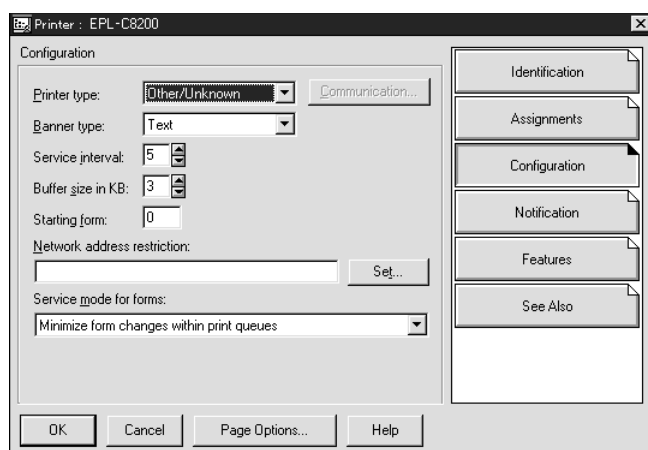 Printer : EPL-C8200
Configuration
Printer type: Other/Unknown Communication...
Banner type: Text
Service interval: 5
Buffer size in KB: 3
Starting form: 0
Network address restriction:
Set...
Service mode for forms:
Minimize form changes within print queues
OK Cancel Page Options... Help
Identification
Assignments
Configuration
Notification
Features
See Also